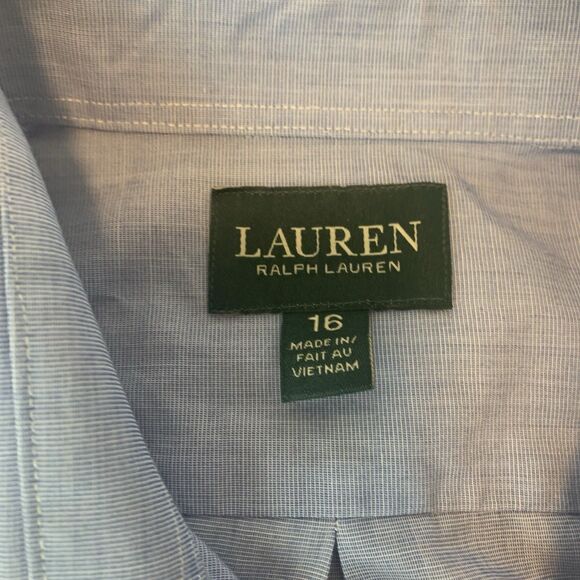 LAUREN
RALPH LAUREN
16
MADE IN/
FAIT AU
VIETNAM